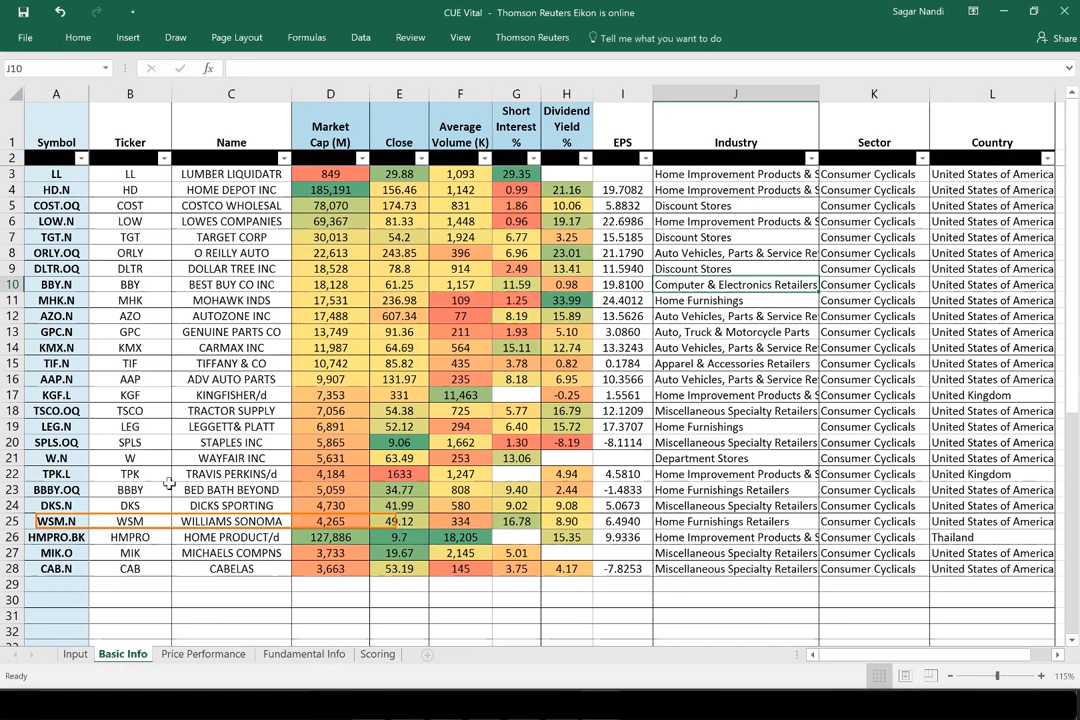 CUE Vital - Thomson Reuters Eikon is online
Sagar Nandi
File Home Insert Draw Page Layout Formulas Data Review View Thomson Reuters Tell me what you want to do Share
J10 fx
A B C D E F G H I J K L
1 Symbol Ticker Name Market Cap (M) Close Average Volume (K) Short Interest % Dividend Yield % EPS Industry Sector Country
2
3 LL LL LUMBER LIQUIDATR 849 29.88 1,093 29.35 Home Improvement Products & S Consumer Cyclicals United States of America
4 HD.N HD HOME DEPOT INC 185,191 156.46 1,142 0.99 21.16 19.7082 Home Improvement Products & S Consumer Cyclicals United States of America
5 COST.OQ COST COSTCO WHOLESAL 78,070 174.73 831 1.86 10.06 5.8832 Discount Stores Consumer Cyclicals United States of America
6 LOW.N LOW LOWES COMPANIES 69,367 81.33 1,448 0.96 19.17 22.6986 Home Improvement Products & S Consumer Cyclicals United States of America
7 TGT.N TGT TARGET CORP 30,013 54.2 1,924 6.77 3.25 15.5185 Discount Stores Consumer Cyclicals United States of America
8 ORLY.OQ ORLY O REILLY AUTO 22,613 243.85 396 6.96 23.01 21.1790 Auto Vehicles, Parts & Service Re Consumer Cyclicals United States of America
9 DLTR.OQ DLTR DOLLAR TREE INC 18,528 78.8 914 2.49 13.41 11.5940 Discount Stores Consumer Cyclicals United States of America
10 BBY.N BBY BEST BUY CO INC 18,128 61.25 1,157 11.59 0.98 19.8100 Computer & Electronics Retailers Consumer Cyclicals United States of America
11 MHK.N MHK MOHAWK INDS 17,531 236.98 109 1.25 33.99 24.4012 Home Furnishings Consumer Cyclicals United States of America
12 AZO.N AZO AUTOZONE INC 17,488 607.34 77 8.19 15.89 13.5626 Auto Vehicles, Parts & Service Re Consumer Cyclicals United States of America
13 GPC.N GPC GENUINE PARTS CO 13,749 91.36 211 1.93 5.10 3.0860 Auto, Truck & Motorcycle Parts Consumer Cyclicals United States of America
14 KMX.N KMX CARMAX INC 11,987 64.69 564 15.11 12.74 13.3243 Auto Vehicles, Parts & Service Re Consumer Cyclicals United States of America
15 TIF.N TIF TIFFANY & CO 10,742 85.82 435 3.78 0.82 0.1784 Apparel & Accessories Retailers Consumer Cyclicals United States of America
16 AAP.N AAP ADV AUTO PARTS 9,907 131.97 235 8.18 6.95 10.3566 Auto Vehicles, Parts & Service Re Consumer Cyclicals United States of America
17 KGF.L KGF KINGFISHER/d 7,353 331 11,463 -0.25 1.5561 Home Improvement Products & S Consumer Cyclicals United Kingdom
18 TSCO.OQ TSCO TRACTOR SUPPLY 7,056 54.38 725 5.77 16.79 12.1209 Miscellaneous Specialty Retailers Consumer Cyclicals United States of America
19 LEG.N LEG LEGGETT& PLATT 6,891 52.12 294 6.40 15.72 17.3707 Home Furnishings Consumer Cyclicals United States of America
20 SPLS.OQ SPLS STAPLES INC 5,865 9.06 1,662 1.30 -8.19 -8.1114 Miscellaneous Specialty Retailers Consumer Cyclicals United States of America
21 W.N W WAYFAIR INC 5,631 63.49 253 13.06 Department Stores Consumer Cyclicals United States of America
22 TPK.L TPK TRAVIS PERKINS/d 4,184 1633 1,247 4.94 4.5810 Home Improvement Products & S Consumer Cyclicals United Kingdom
23 BBBY.OQ BBBY BED BATH BEYOND 5,059 34.77 808 9.40 2.44 -1.4833 Home Furnishings Retailers Consumer Cyclicals United States of America
24 DKS.N DKS DICKS SPORTING 4,730 41.99 580 9.02 9.08 5.0673 Miscellaneous Specialty Retailers Consumer Cyclicals United States of America
25 WSM.N WSM WILLIAMS SONOMA 4,265 49.12 334 16.78 8.90 6.4940 Home Furnishings Retailers Consumer Cyclicals United States of America
26 HMPRO.BK HMPRO HOME PRODUCT/d 127,886 9.7 18,205 15.35 9.9336 Home Improvement Products & S Consumer Cyclicals Thailand
27 MIK.O MIK MICHAELS COMPNS 3,733 19.67 2,145 5.01 Miscellaneous Specialty Retailers Consumer Cyclicals United States of America
28 CAB.N CAB CABELAS 3,663 53.19 145 3.75 4.17 -7.8253 Miscellaneous Specialty Retailers Consumer Cyclicals United States of America
29
30
31
32
Input Basic Info Price Performance Fundamental Info Scoring
Ready 115%